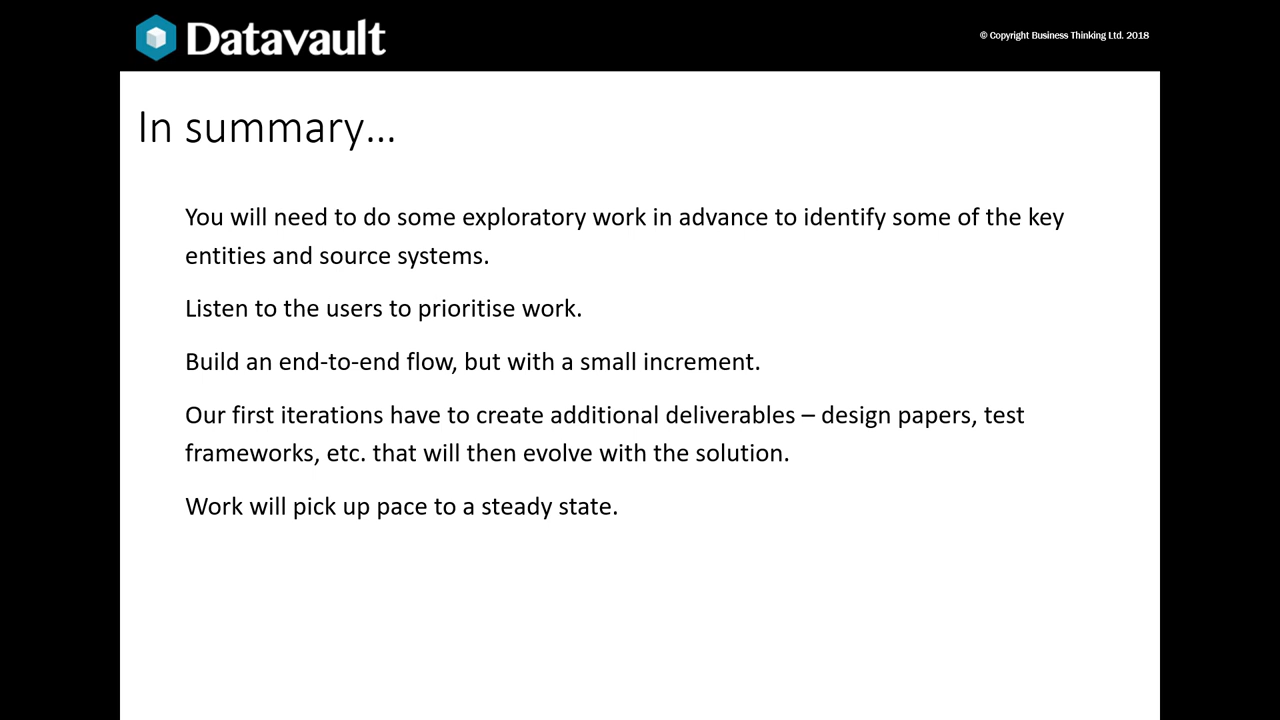 Datavault
© Copyright Business Thinking Ltd. 2018
In summary...
You will need to do some exploratory work in advance to identify some of the key
entities and source systems.
Listen to the users to prioritise work.
Build an end-to-end flow, but with a small increment.
Our first iterations have to create additional deliverables – design papers, test
frameworks, etc. that will then evolve with the solution.
Work will pick up pace to a steady state.